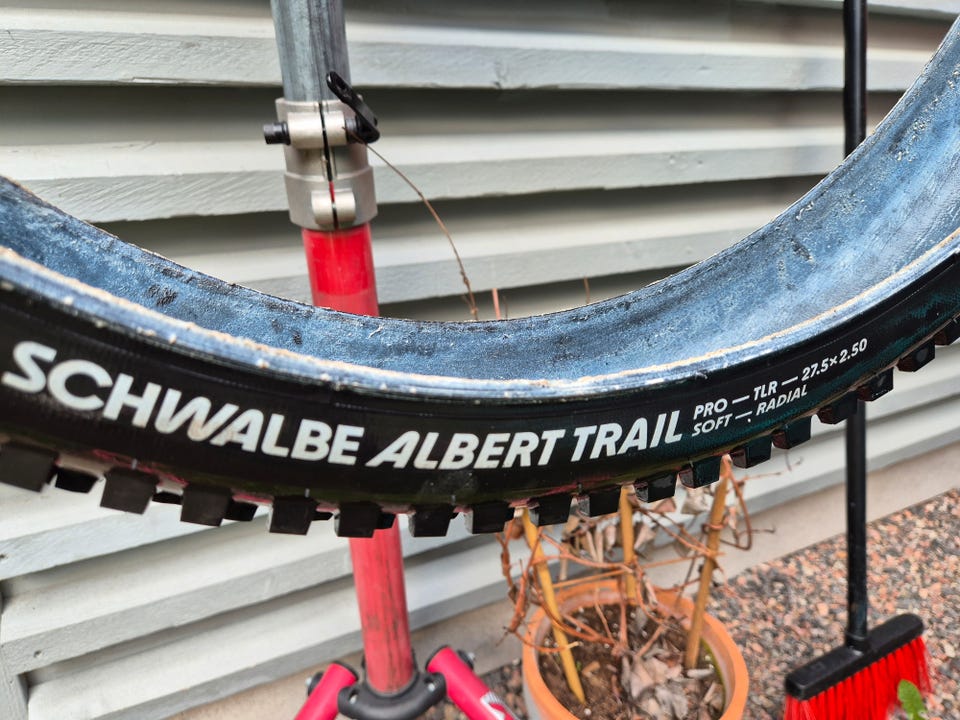 SCHWALBE ALBERT TRAIL
PRO — TLR — 27.5×2.50
SOFT — RADIAL